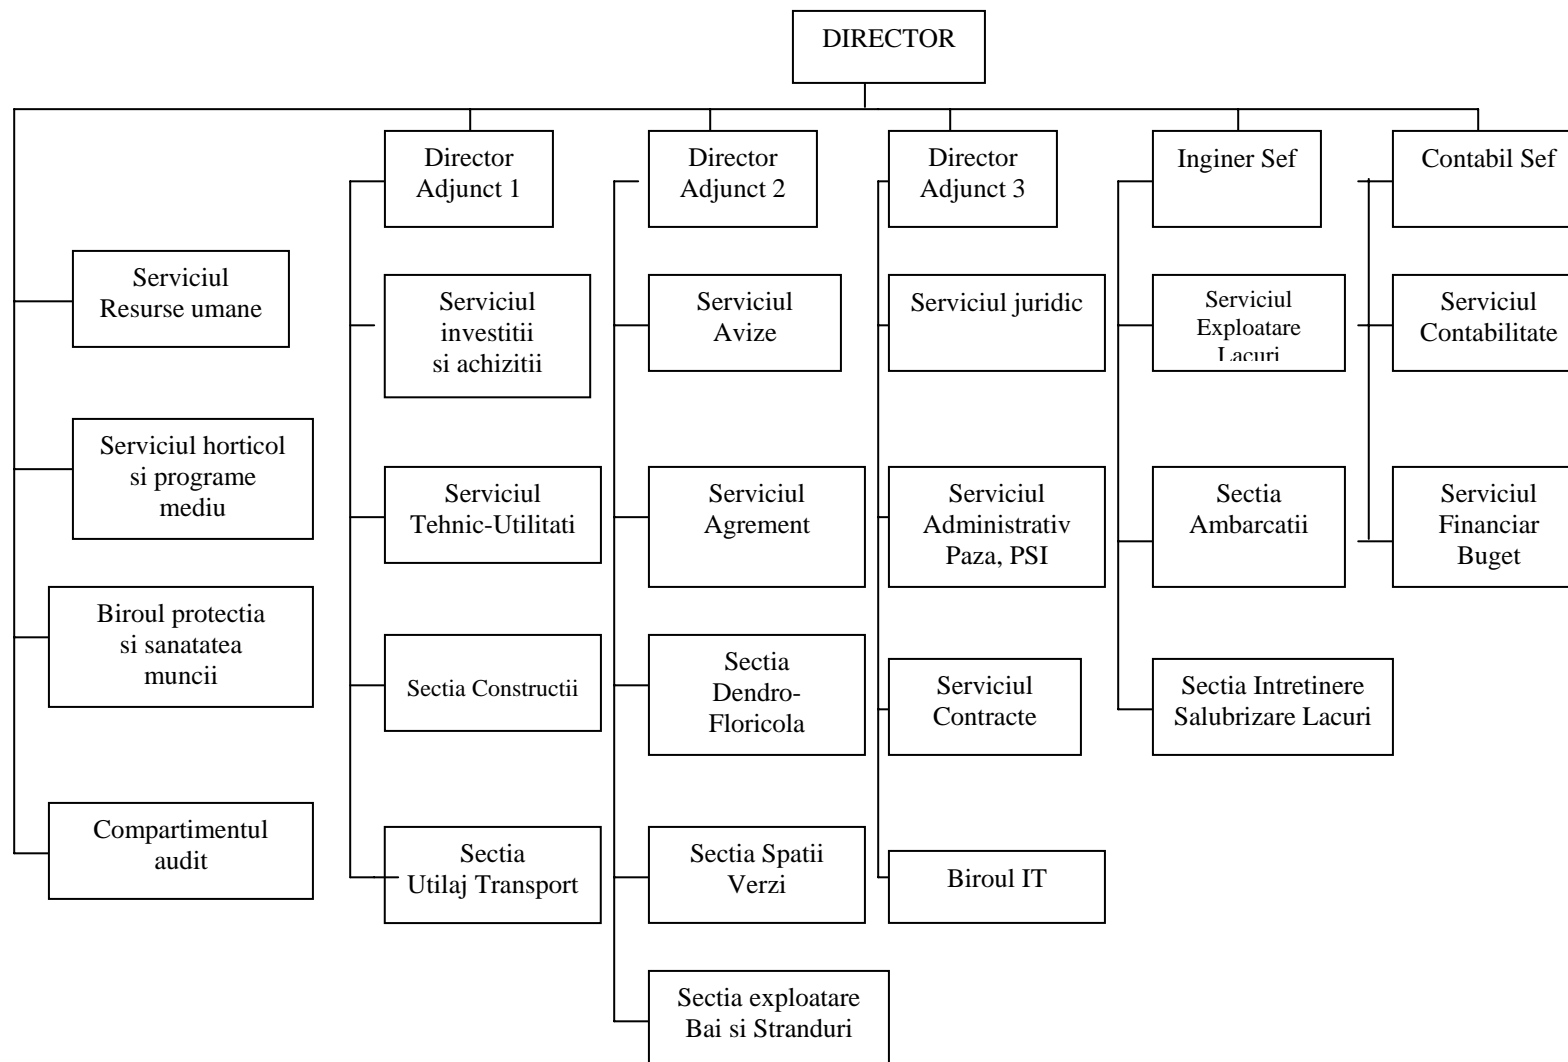 DIRECTOR
Director
Adjunct 1
Director
Adjunct 2
Director
Adjunct 3
Inginer Sef
Contabil Sef
Serviciul
Resurse umane
Serviciul horticol
si programe
mediu
Biroul protectia
si sanatatea
muncii
Compartimentul
audit
Serviciul
investitii
si achizitii
Serviciul
Tehnic-Utilitati
Sectia Constructii
Sectia
Utilaj Transport
Serviciul
Avize
Serviciul
Agrement
Sectia
Dendro-
Floricola
Sectia Spatii
Verzi
Sectia exploatare
Bai si Stranduri
Serviciul juridic
Serviciul
Administrativ
Paza, PSI
Serviciul
Contracte
Biroul IT
Serviciul
Exploatare
Lacuri
Sectia
Ambarcatii
Sectia Intretinere
Salubrizare Lacuri
Serviciul
Contabilitate
Serviciul
Financiar
Buget